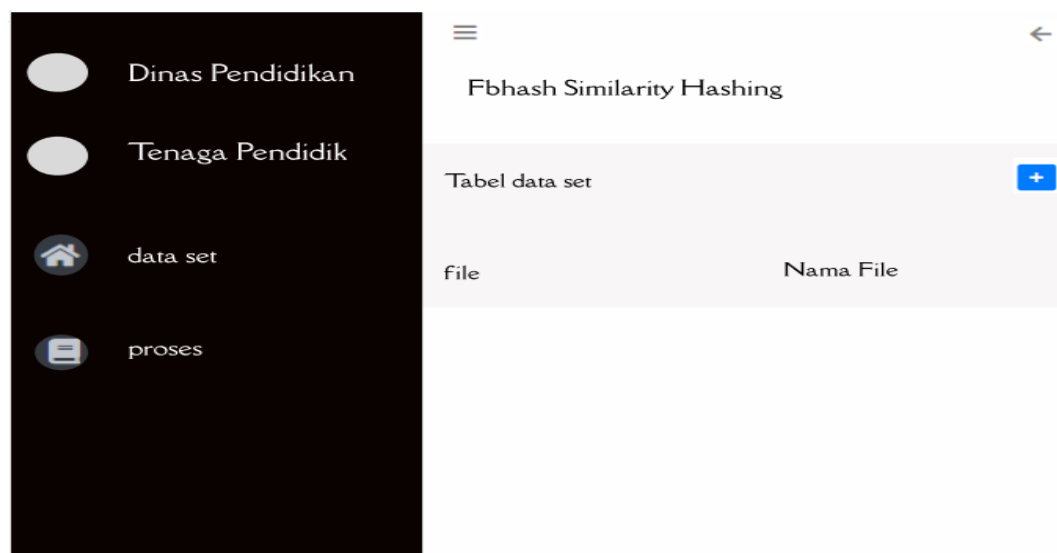 Dinas Pendidikan
Tenaga Pendidik
data set
proses
Fbhash Similarity Hashing
Tabel data set
+
file
Nama File